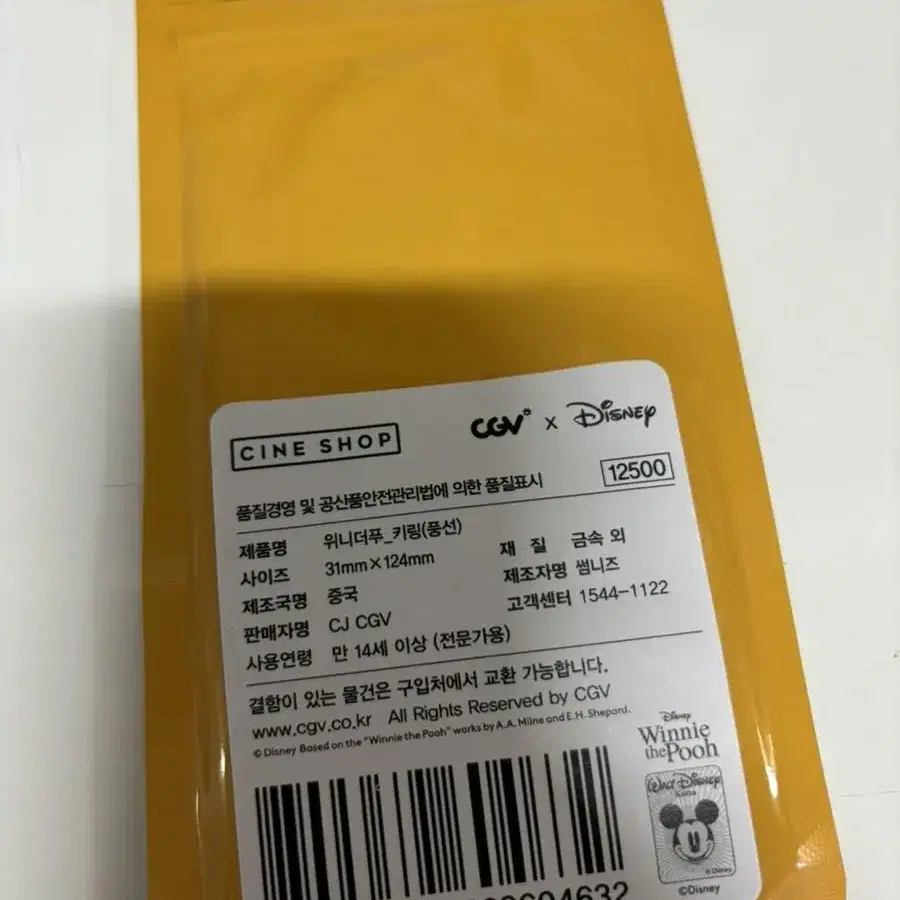 CINE SHOP
CGV* x Disney
품질경영 및 공산품안전관리법에 의한 품질표시
12500
제품명 위니더푸_키링(풍선)
사이즈 31mm×124mm
재 질 금속 외
제조국명 중국
제조자명 썸니즈
판매자명 CJ CGV
고객센터 1544-1122
사용연령 만 14세 이상 (전문가용)
결함이 있는 물건은 구입처에서 교환 가능합니다.
www.cgv.co.kr All Rights Reserved by CGV
© Disney Based on the "Winnie the Pooh" works by A.A. Milne and E.H. Shepard.
Disney
Winnie
the Pooh
WALT DISNEY
Korea
© Disney
©Disney